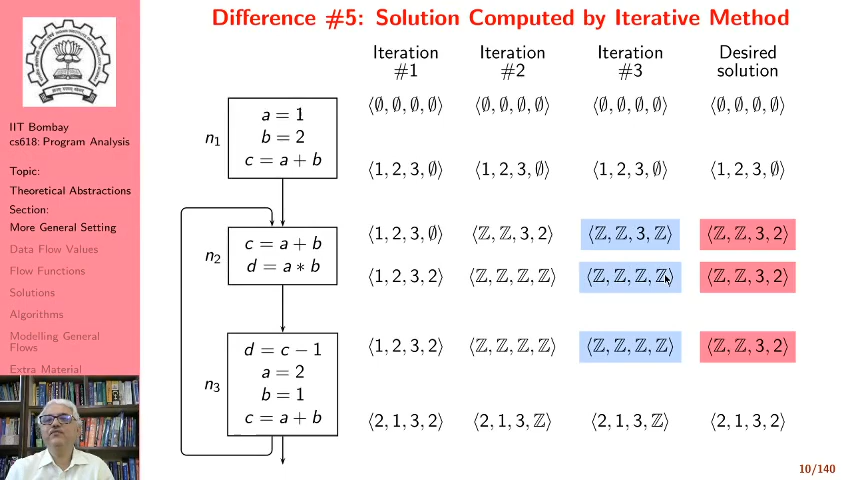 Difference #5: Solution Computed by Iterative Method
IIT Bombay
cs618: Program Analysis
Topic:
Theoretical Abstractions
Section:
More General Setting
Data Flow Values
Flow Functions
Solutions
Algorithms
Modelling General
Flows
Extra Material
Iteration #1 Iteration #2 Iteration #3 Desired solution
n₁
a = 1
b = 2
c = a + b
⟨∅, ∅, ∅, ∅⟩ ⟨∅, ∅, ∅, ∅⟩ ⟨∅, ∅, ∅, ∅⟩ ⟨∅, ∅, ∅, ∅⟩
⟨1, 2, 3, ∅⟩ ⟨1, 2, 3, ∅⟩ ⟨1, 2, 3, ∅⟩ ⟨1, 2, 3, ∅⟩
n₂
c = a + b
d = a ∗ b
⟨1, 2, 3, ∅⟩ ⟨ℤ, ℤ, 3, 2⟩ ⟨ℤ, ℤ, 3, ℤ⟩ ⟨ℤ, ℤ, 3, 2⟩
⟨1, 2, 3, 2⟩ ⟨ℤ, ℤ, ℤ, ℤ⟩ ⟨ℤ, ℤ, ℤ, ℤ⟩ ⟨ℤ, ℤ, 3, 2⟩
n₃
d = c − 1
a = 2
b = 1
c = a + b
⟨1, 2, 3, 2⟩ ⟨ℤ, ℤ, ℤ, ℤ⟩ ⟨ℤ, ℤ, ℤ, ℤ⟩ ⟨ℤ, ℤ, 3, 2⟩
⟨2, 1, 3, 2⟩ ⟨2, 1, 3, ℤ⟩ ⟨2, 1, 3, ℤ⟩ ⟨2, 1, 3, 2⟩
10/140